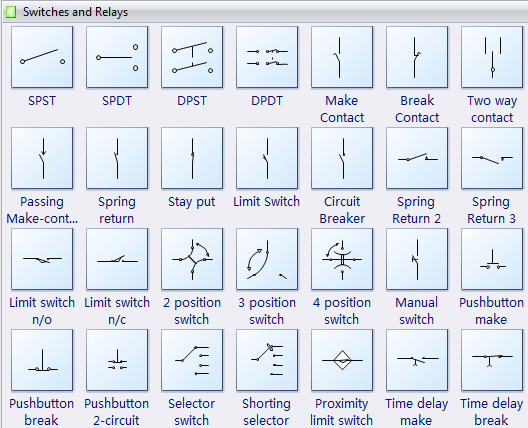 Switches and Relays
SPST SPDT DPST DPDT Make Contact Break Contact Two way contact
Passing Make-cont... Spring return Stay put Limit Switch Circuit Breaker Spring Return 2 Spring Return 3
Limit switch n/o Limit switch n/c 2 position switch 3 position switch 4 position switch Manual switch Pushbutton make
Pushbutton break Pushbutton 2-circuit Selector switch Shorting selector Proximity limit switch Time delay make Time delay break